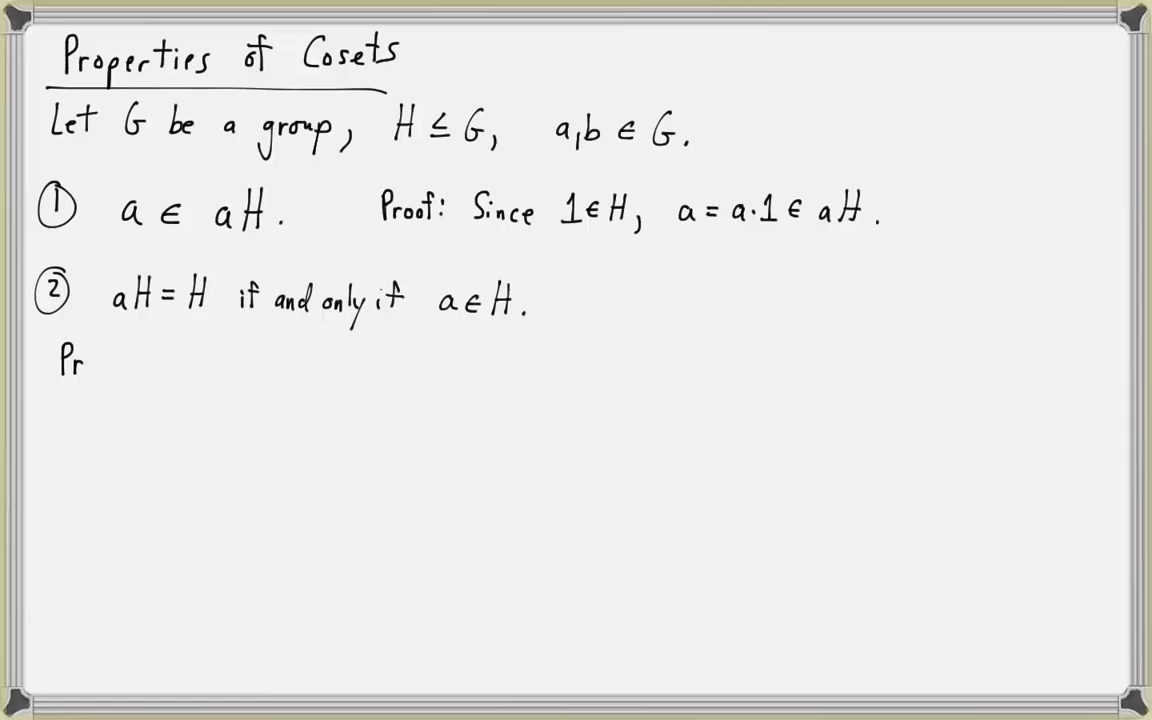 Properties of Cosets
Let G be a group, H ≤ G, a,b ∈ G.
① a ∈ aH. Proof: Since 1∈H, a = a·1 ∈ aH.
② aH = H if and only if a∈H.
Pr